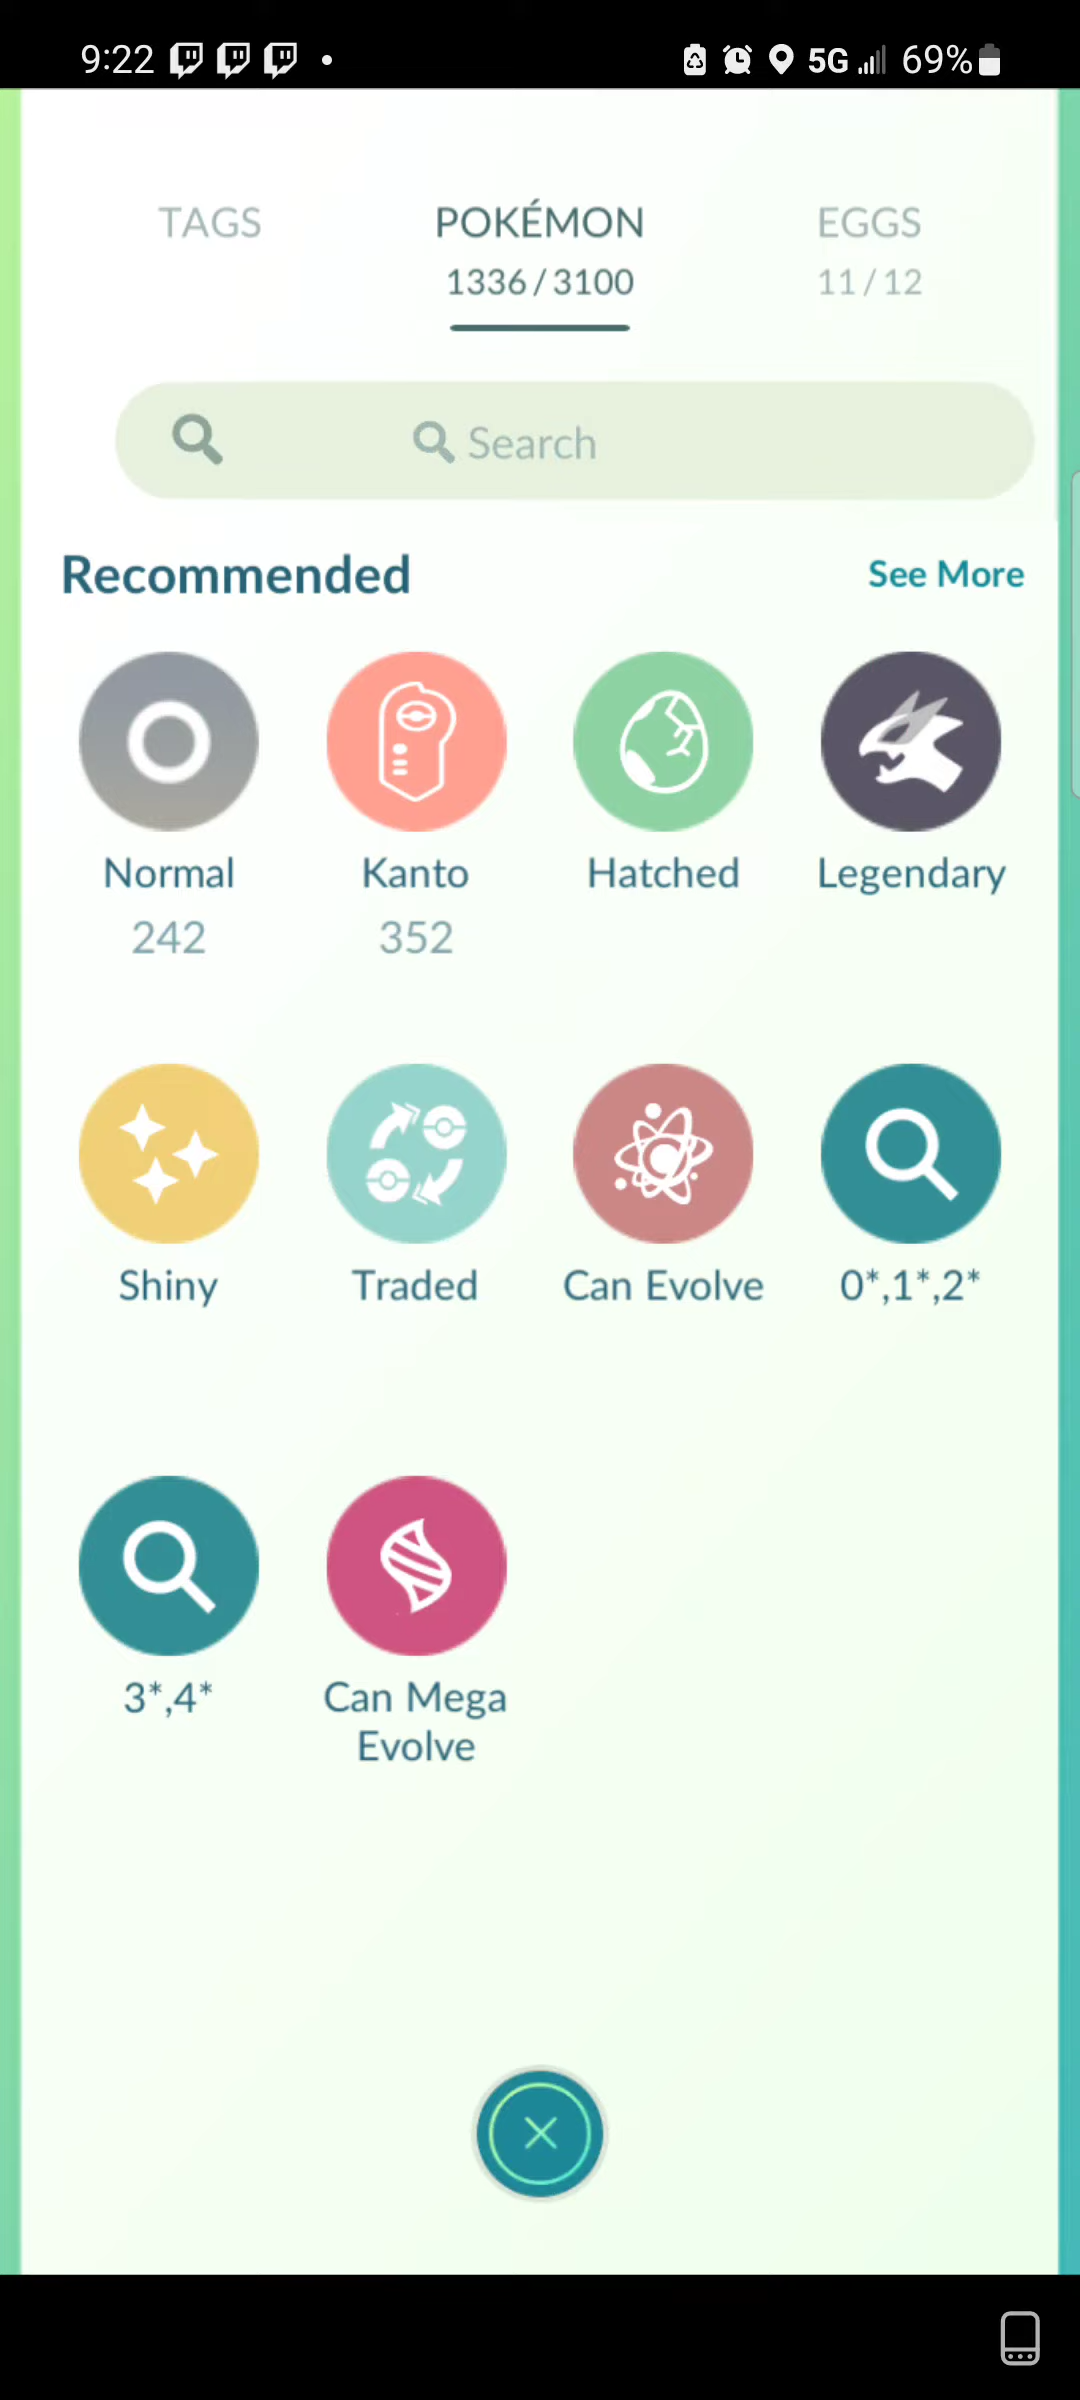 9:22
5G 69%
TAGS
POKÉMON
EGGS
1336/3100
11/12
Search
Recommended
See More
Normal
Kanto
Hatched
Legendary
242
352
Shiny
Traded
Can Evolve
0*,1*,2*
3*,4*
Can Mega
Evolve